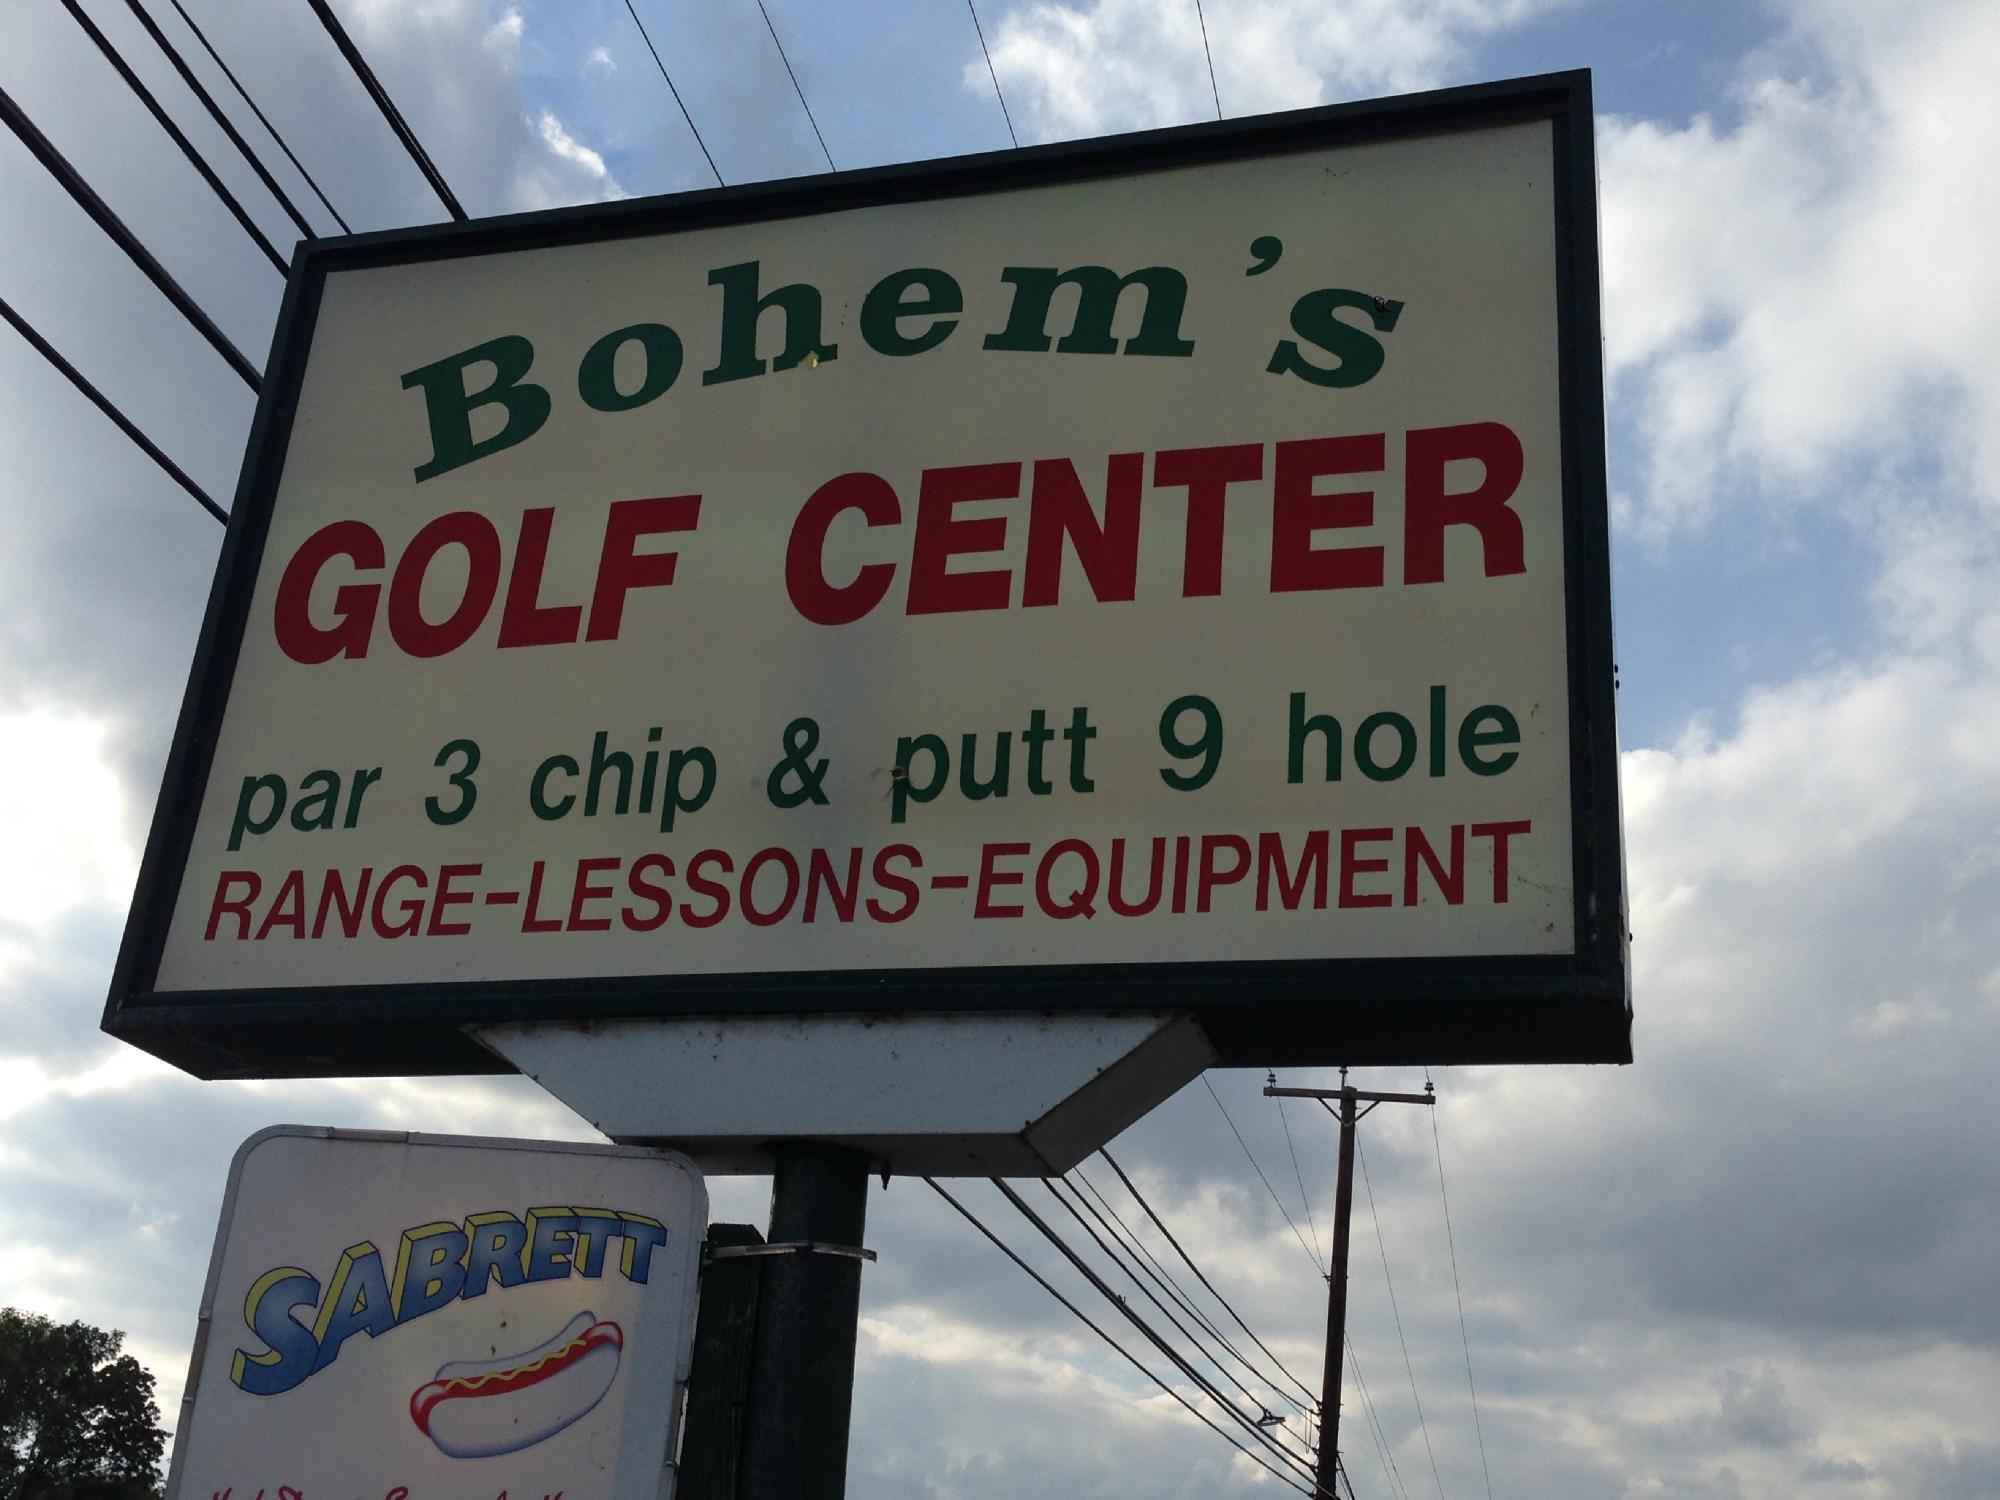 Bohem's
GOLF CENTER
par 3 chip & putt 9 hole
RANGE-LESSONS-EQUIPMENT
SABRETT